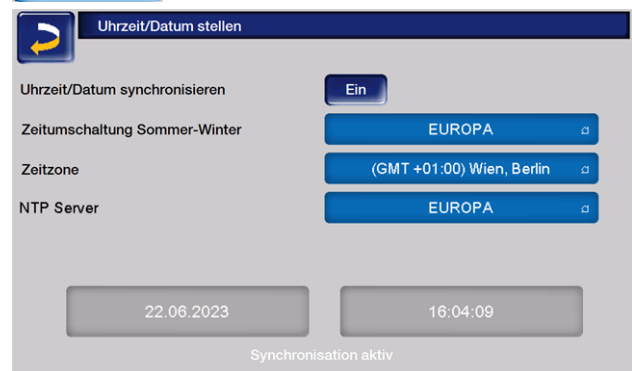 Uhrzeit/Datum stellen
Uhrzeit/Datum synchronisieren Ein
Zeitumschaltung Sommer-Winter EUROPA
Zeitzone (GMT +01:00) Wien, Berlin
NTP Server EUROPA
22.06.2023 16:04:09
Synchronisation aktiv